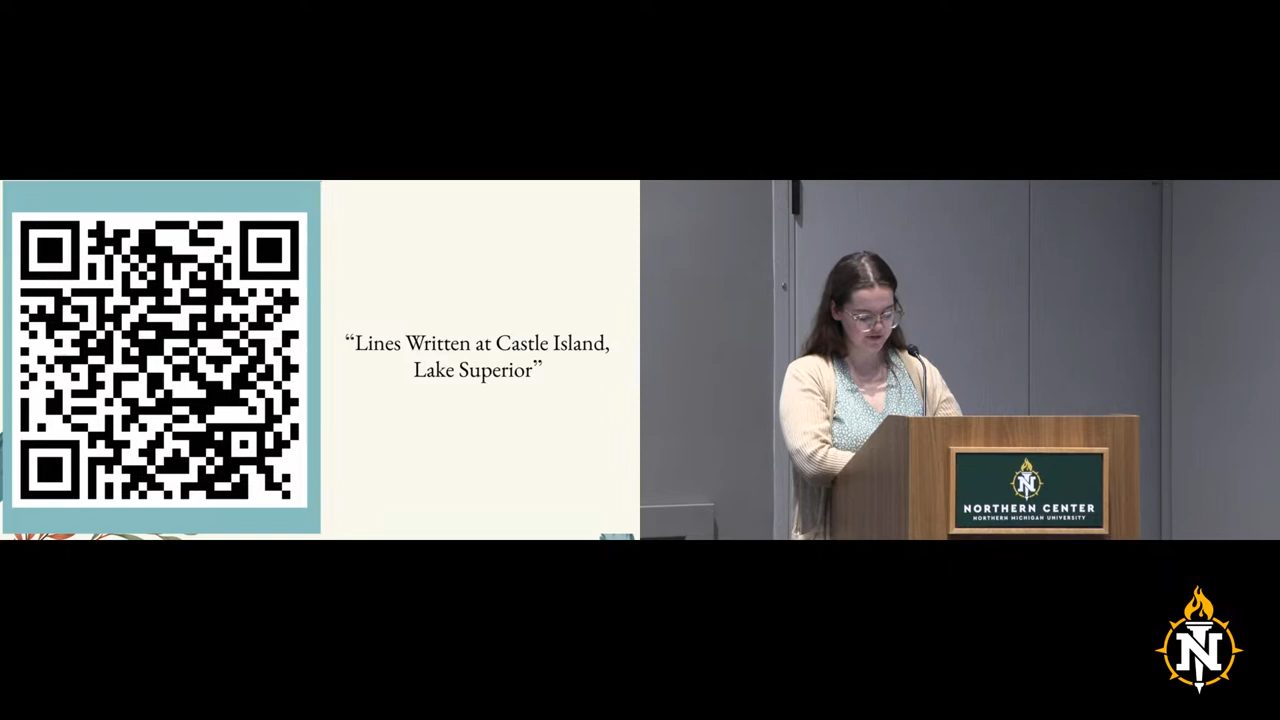 “Lines Written at Castle Island,
Lake Superior”
N
NORTHERN CENTER
NORTHERN MICHIGAN UNIVERSITY
N